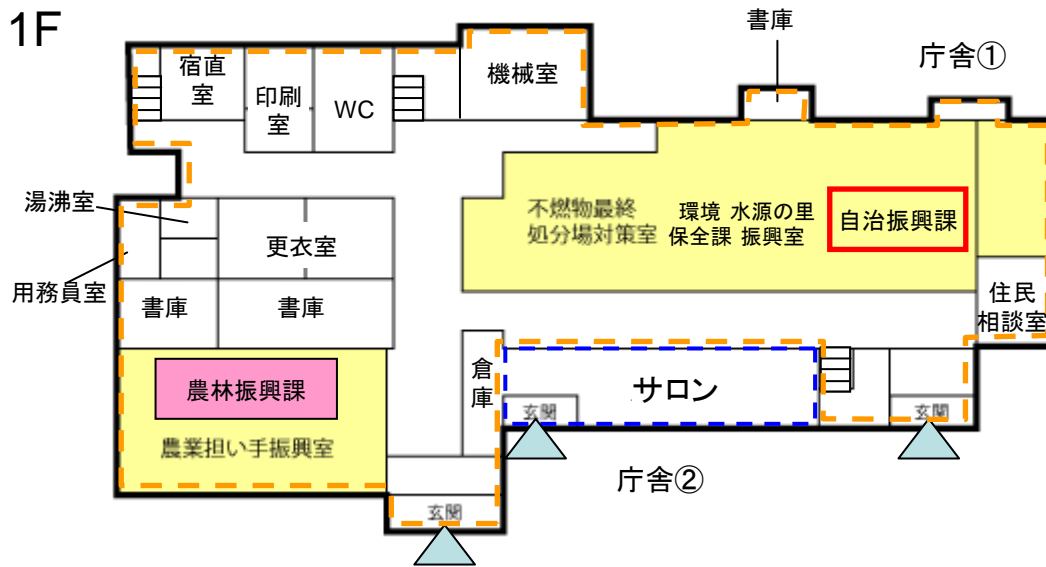 1F
書庫
庁舎①
宿直
室
印刷
室
WC
機械室
湯沸室
用務員室
更衣室
書庫
書庫
不燃物最終
処分場対策室
環境 水源の里
保全課 振興室
自治振興課
住民
相談室
農林振興課
農業担い手振興室
倉
庫
サロン
玄関
玄関
玄関
庁舎②